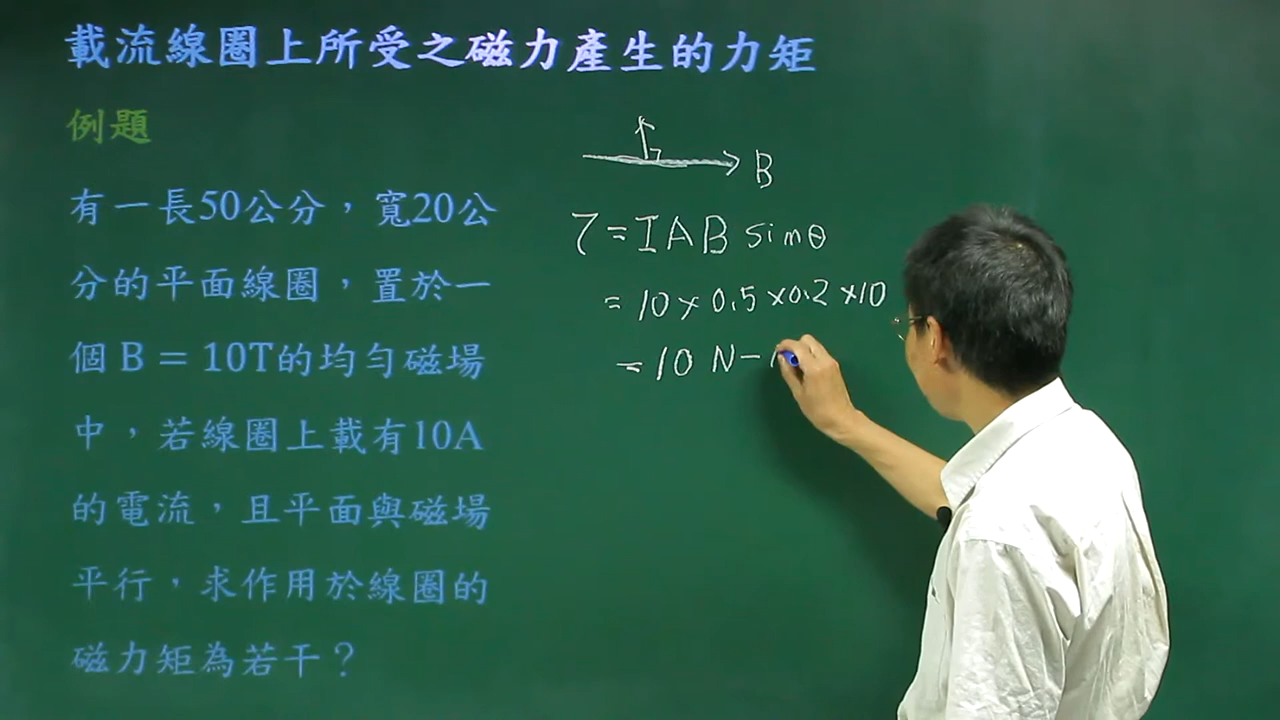 載流線圈上所受之磁力產生的力矩
例題
有一長50公分，寬20公
分的平面線圈，置於一
個 B = 10T的均勻磁場
中，若線圈上載有10A
的電流，且平面與磁場
平行，求作用於線圈的
磁力矩為若干？
B
τ = I A B sinθ
= 10 × 0.5 × 0.2 × 10
= 10 N-